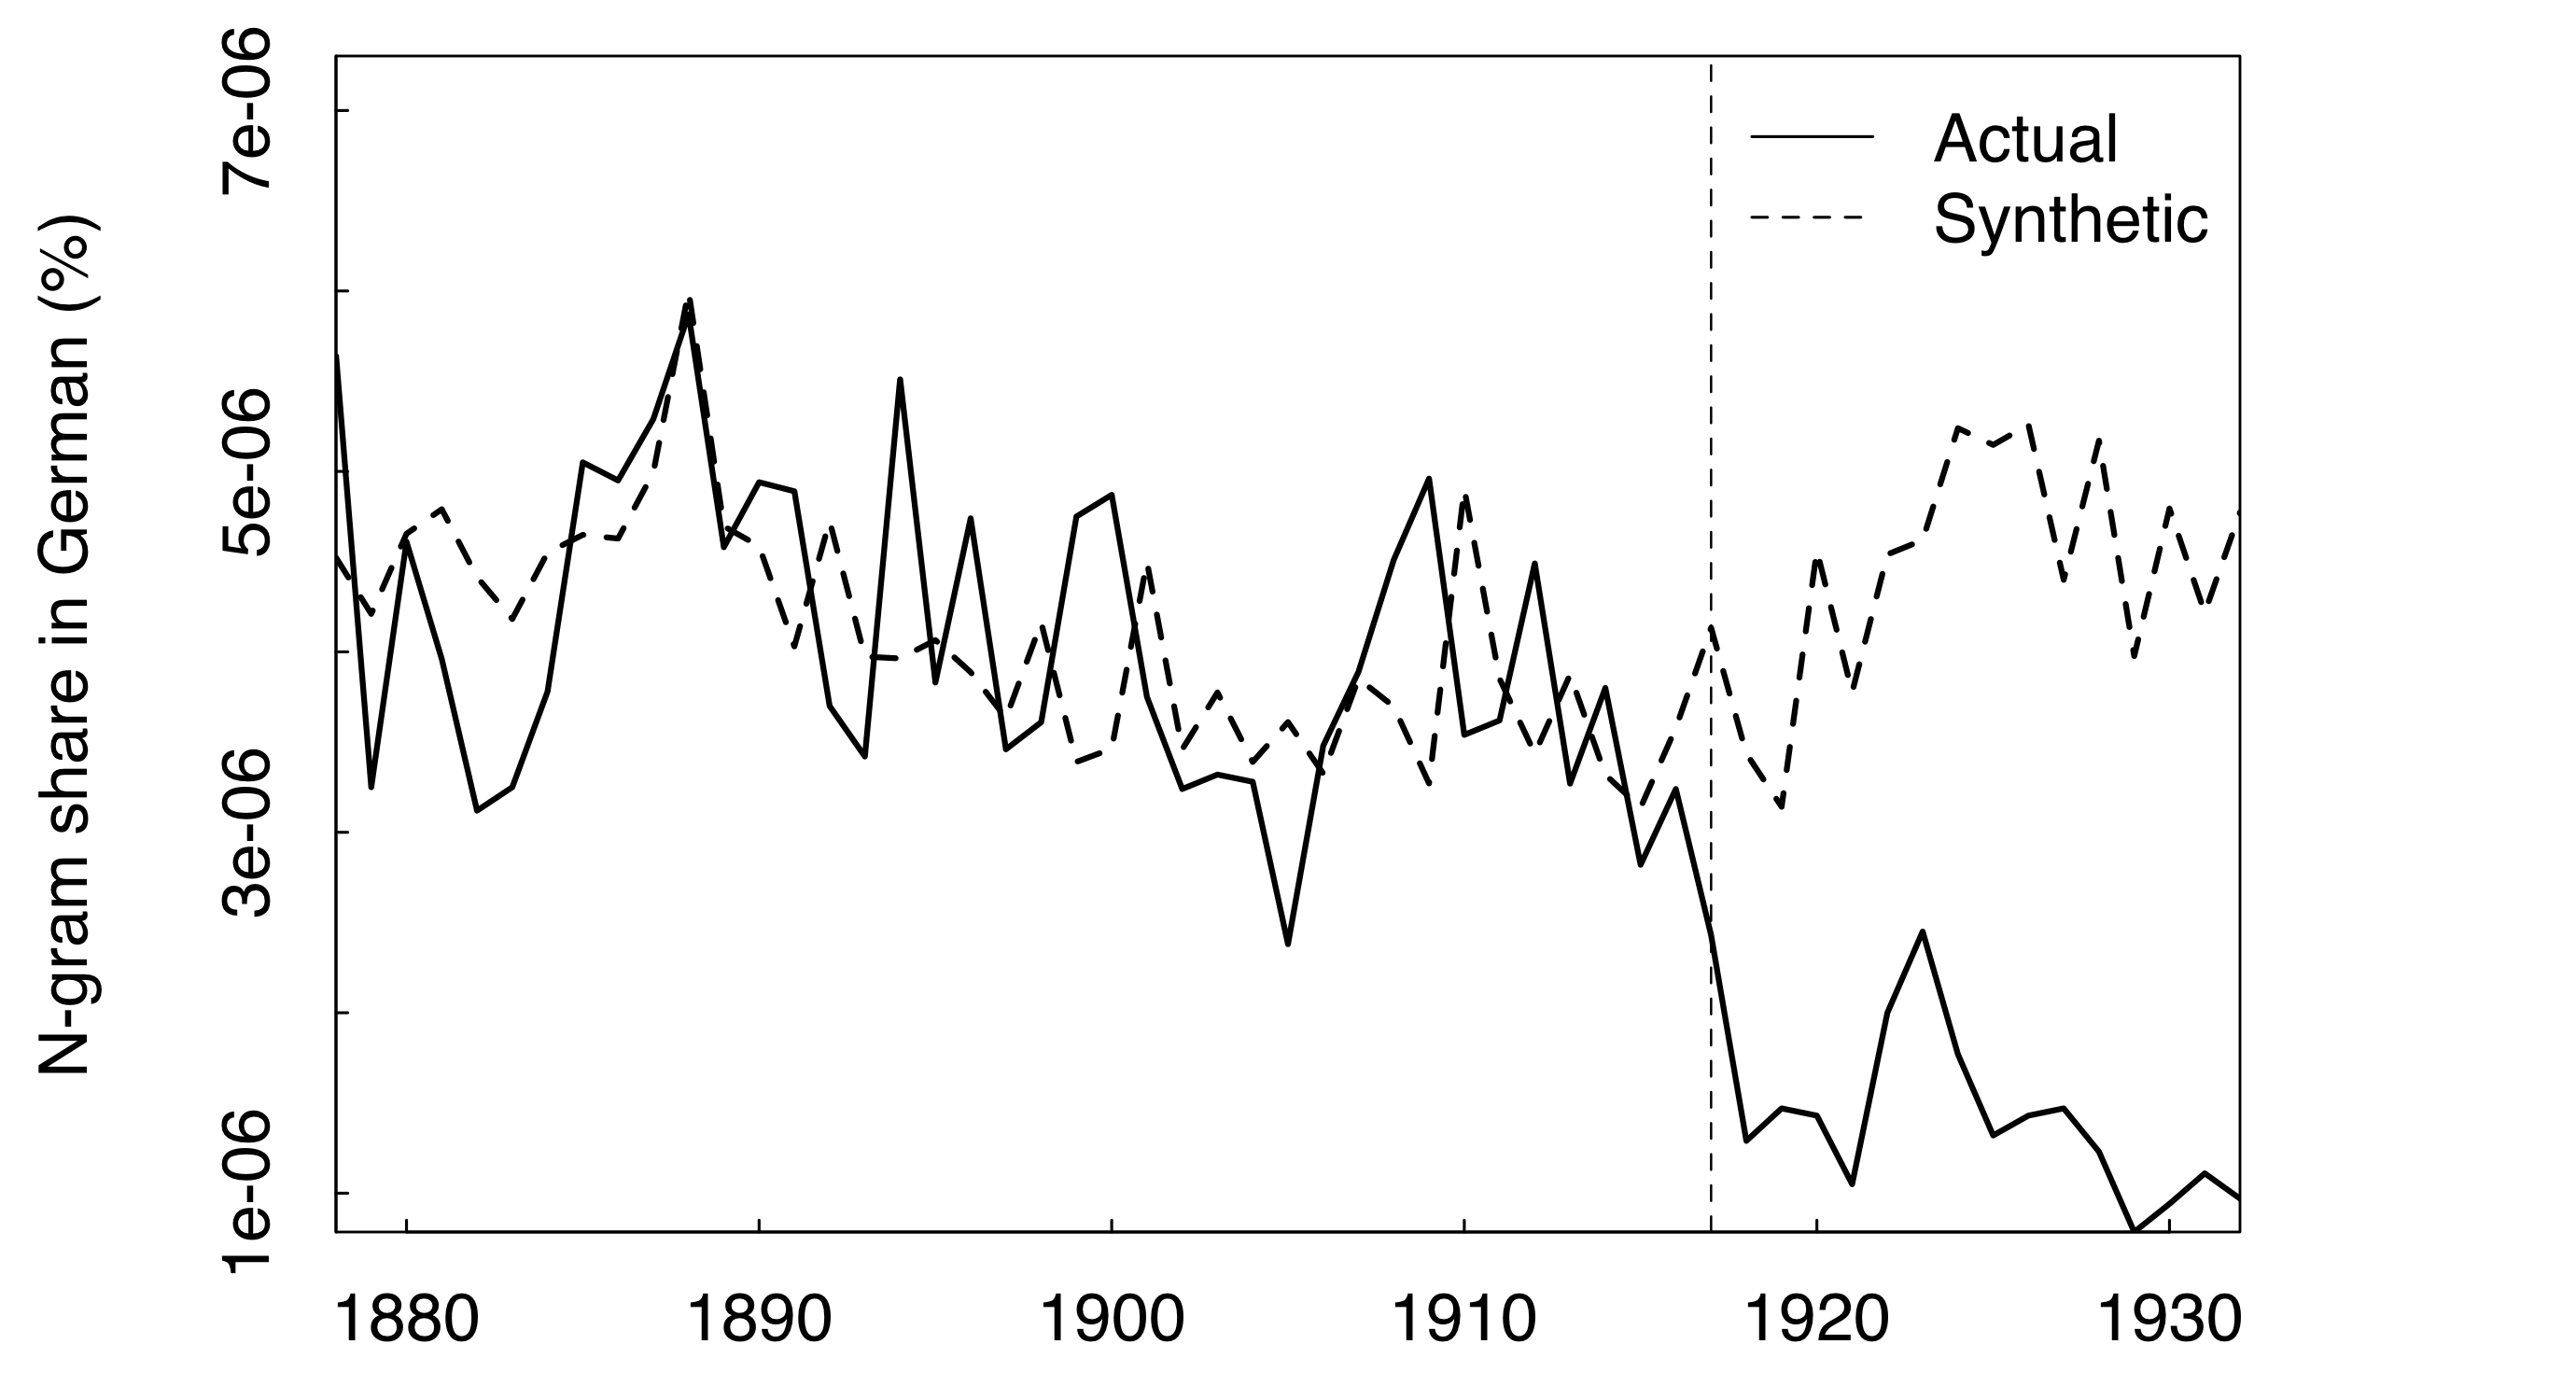 N-gram share in German (%)
7e-06
5e-06
3e-06
1e-06
Actual
Synthetic
1880 1890 1900 1910 1920 1930